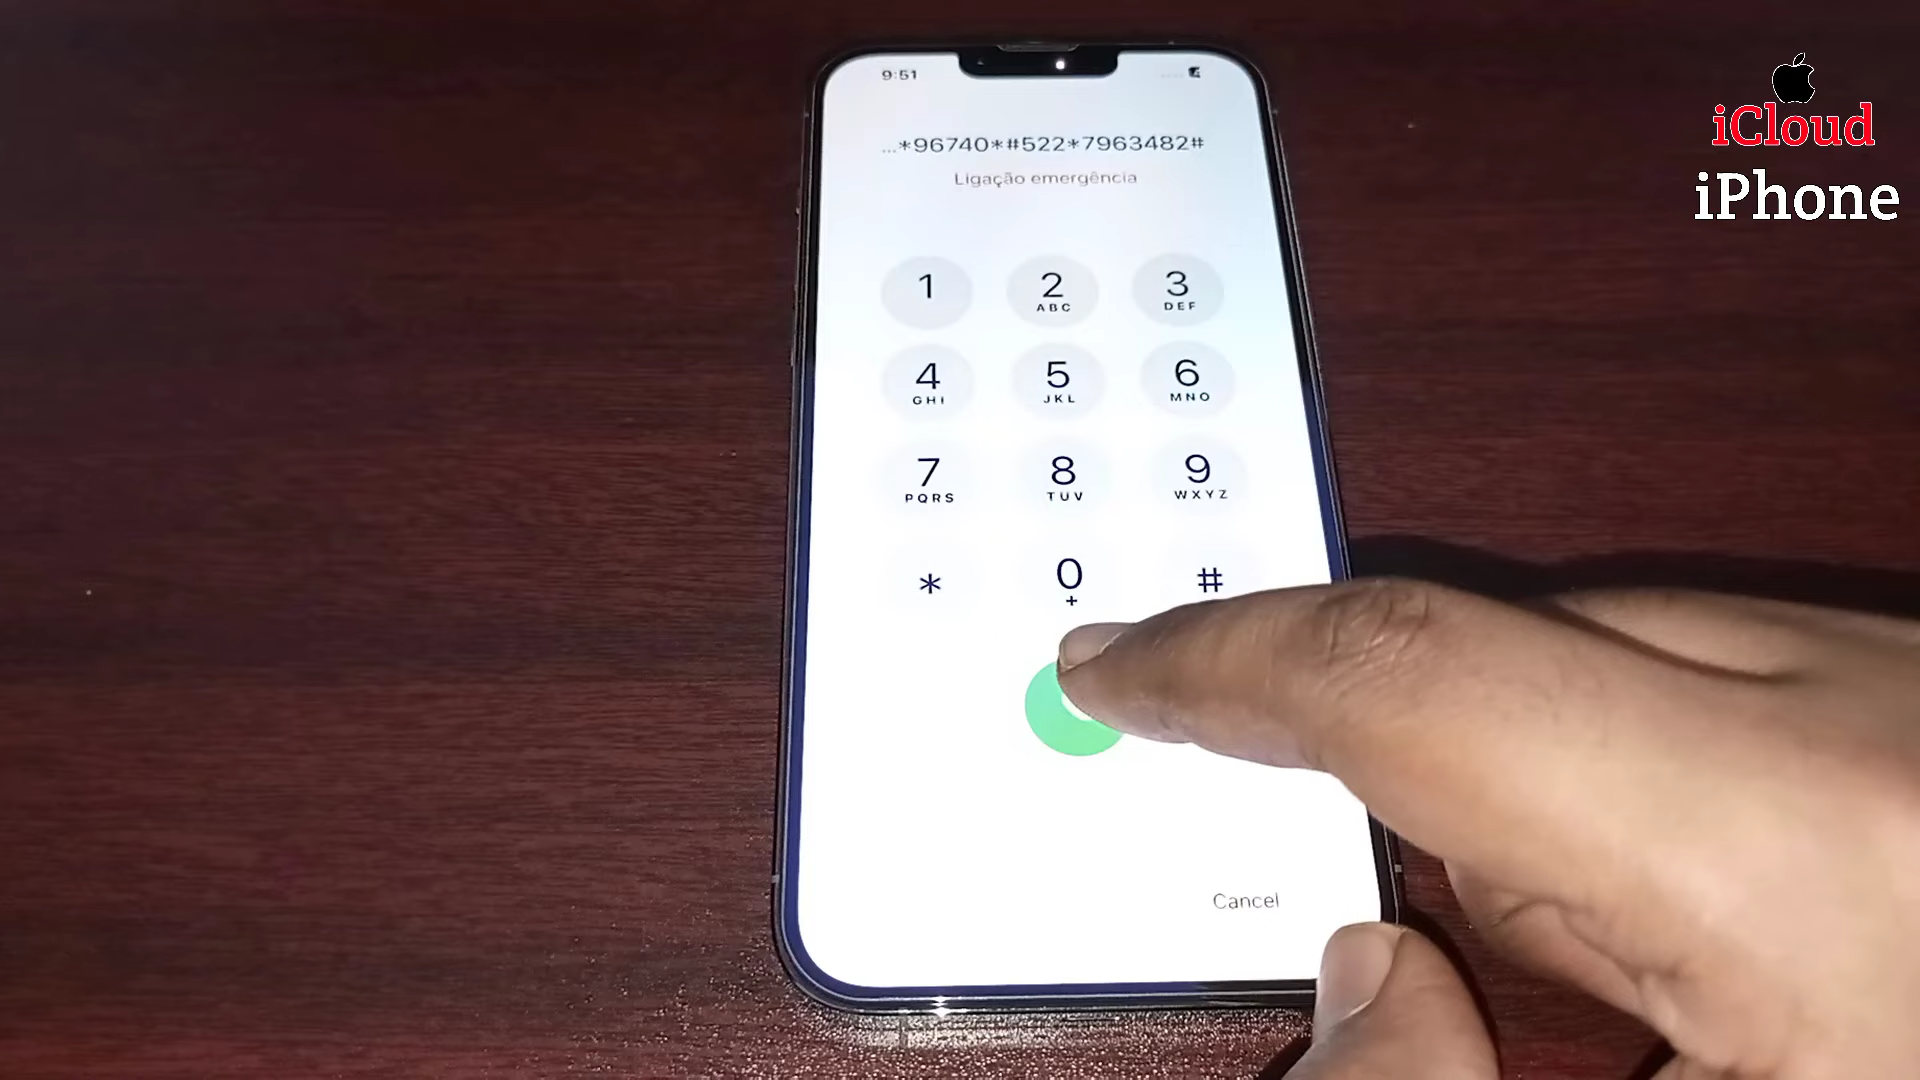 9:51
...*96740*#522*7963482#
Ligação emergência
1
2
ABC
3
DEF
4
GHI
5
JKL
6
MNO
7
PQRS
8
TUV
9
WXYZ
*
0
+
#
Cancel
iCloud
iPhone